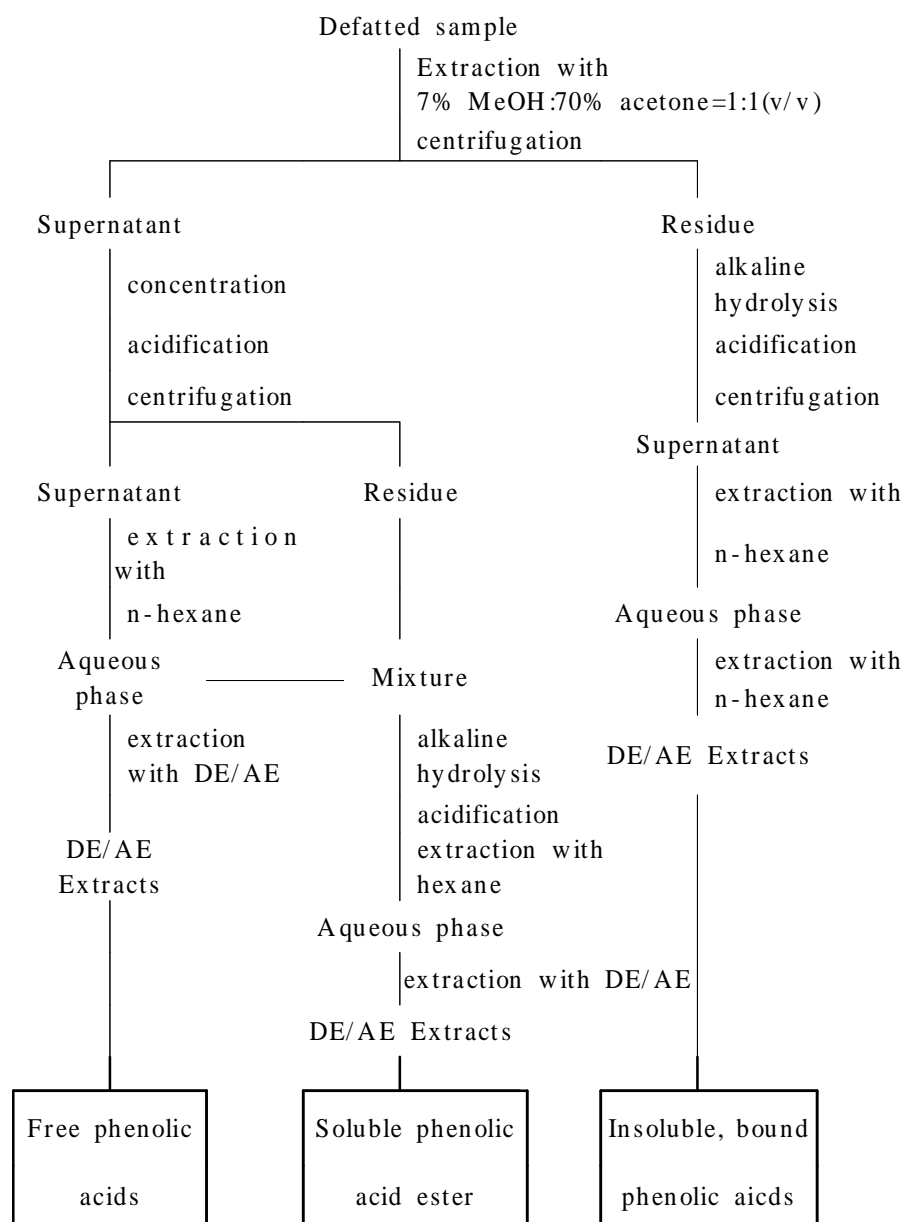 Defatted sample
Extraction with
7% MeOH:70% acetone=1:1(v/v)
centrifugation
Supernatant
concentration
acidification
centrifugation
Supernatant
extraction
with
n-hexane
Aqueous
phase
extraction
with DE/AE
DE/AE
Extracts
Free phenolic
acids
Residue
Mixture
alkaline
hydrolysis
acidification
extraction with
hexane
Aqueous phase
extraction with DE/AE
DE/AE Extracts
Soluble phenolic
acid ester
Residue
alkaline
hydrolysis
acidification
centrifugation
Supernatant
extraction with
n-hexane
Aqueous phase
extraction with
n-hexane
DE/AE Extracts
Insoluble, bound
phenolic aicds